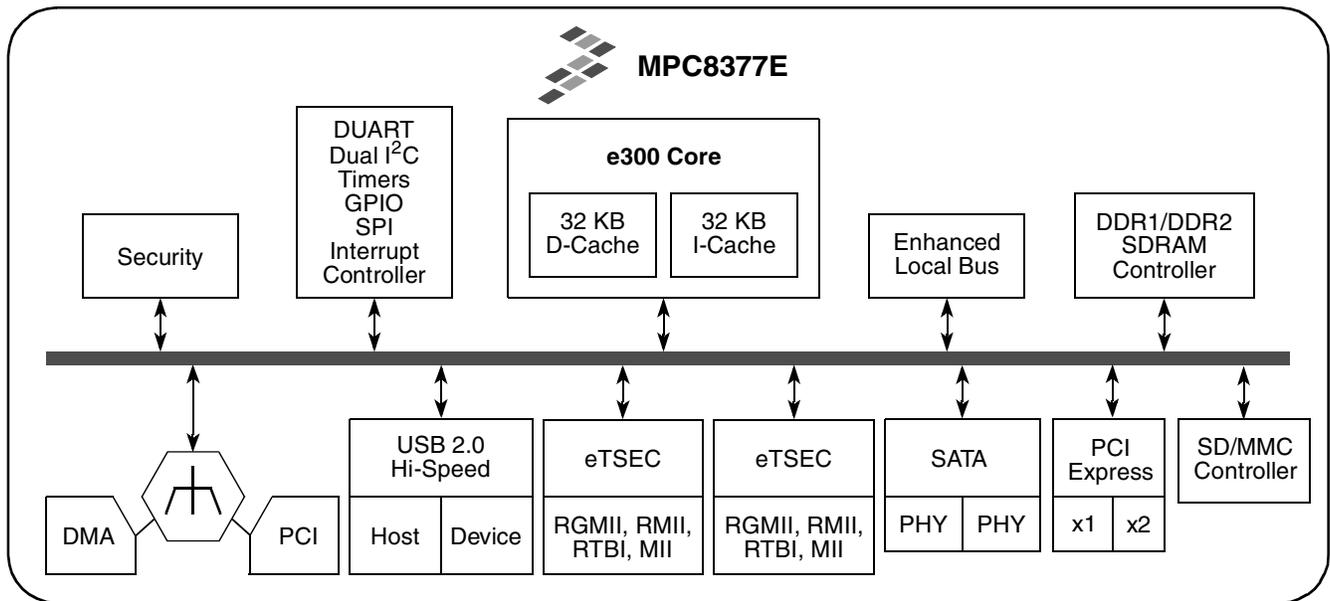 MPC8377E
DUART
Dual I²C
Timers
GPIO
SPI
Interrupt
Controller
e300 Core
32 KB
D-Cache
32 KB
I-Cache
Security
Enhanced
Local Bus
DDR1/DDR2
SDRAM
Controller
DMA
PCI
USB 2.0
Hi-Speed
Host
Device
eTSEC
RGMII, RMII,
RTBI, MII
eTSEC
RGMII, RMII,
RTBI, MII
SATA
PHY
PHY
PCI
Express
x1
x2
SD/MMC
Controller